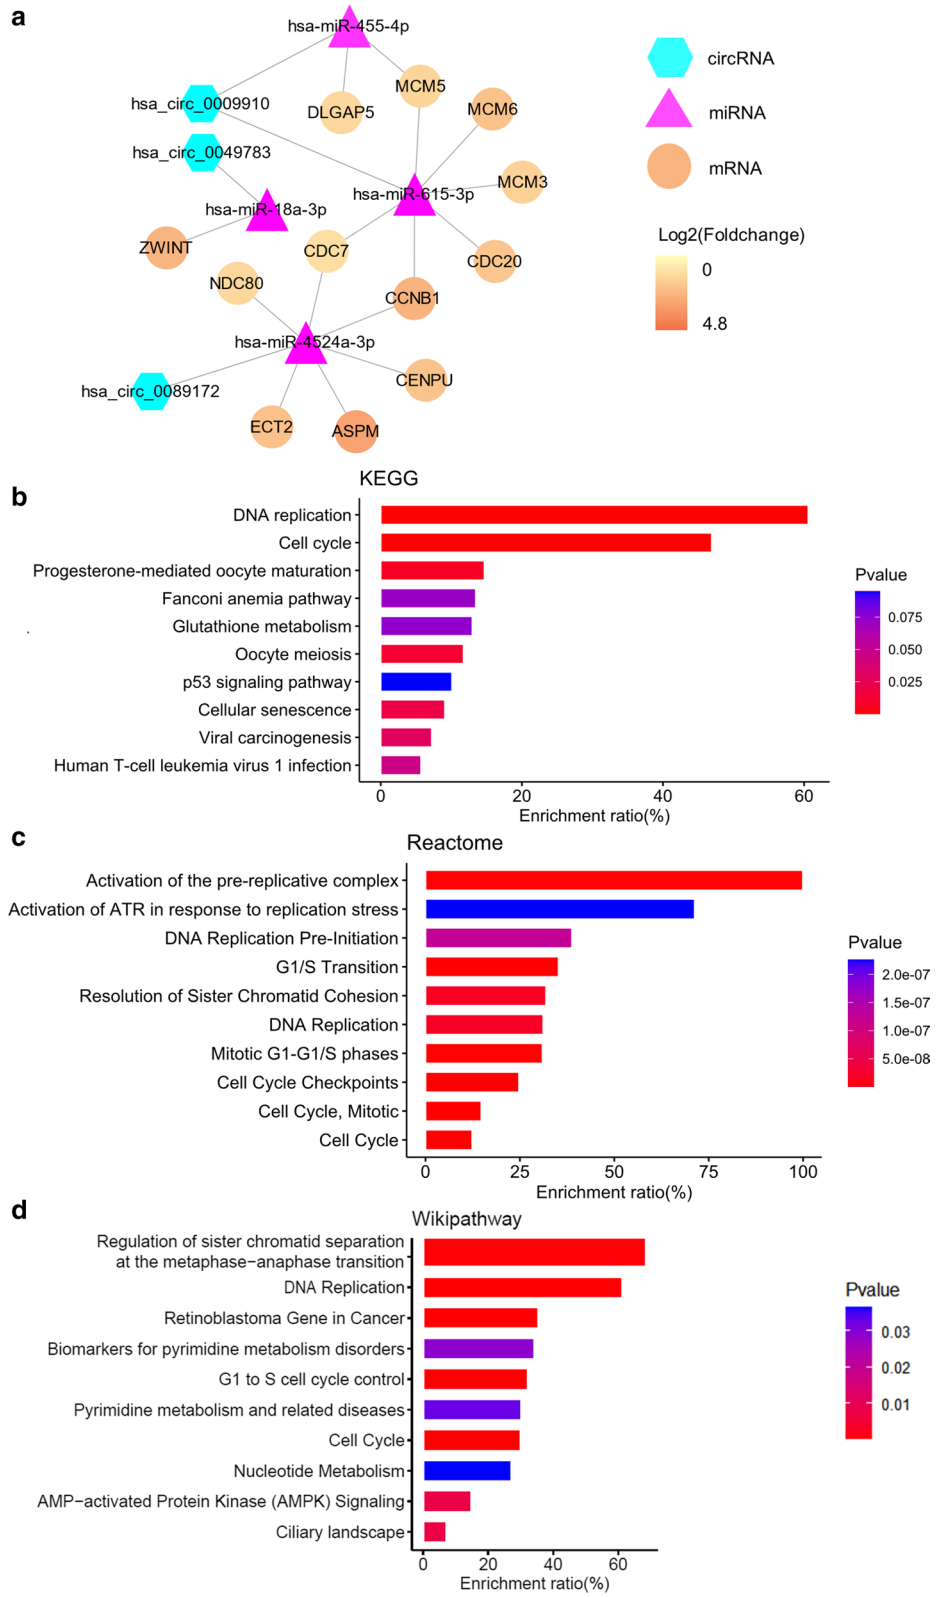 a
hsa-miR-455-4p
hsa_circ_0009910
DLGAP5
MCM5
MCM6
hsa_circ_0049783
MCM3
hsa-miR-615-3p
hsa-miR-18a-3p
ZWINT
CDC7
CDC20
NDC80
CCNB1
hsa-miR-4524a-3p
CENPU
hsa_circ_0089172
ECT2
ASPM
circRNA
miRNA
mRNA
Log2(Foldchange)
0
4.8
b
KEGG
DNA replication
Cell cycle
Progesterone-mediated oocyte maturation
Fanconi anemia pathway
Glutathione metabolism
Oocyte meiosis
p53 signaling pathway
Cellular senescence
Viral carcinogenesis
Human T-cell leukemia virus 1 infection
0 20 40 60
Enrichment ratio(%)
Pvalue
0.075
0.050
0.025
c
Reactome
Activation of the pre-replicative complex
Activation of ATR in response to replication stress
DNA Replication Pre-Initiation
G1/S Transition
Resolution of Sister Chromatid Cohesion
DNA Replication
Mitotic G1-G1/S phases
Cell Cycle Checkpoints
Cell Cycle, Mitotic
Cell Cycle
0 25 50 75 100
Enrichment ratio(%)
Pvalue
2.0e-07
1.5e-07
1.0e-07
5.0e-08
d
Wikipathway
Regulation of sister chromatid separation
at the metaphase−anaphase transition
DNA Replication
Retinoblastoma Gene in Cancer
Biomarkers for pyrimidine metabolism disorders
G1 to S cell cycle control
Pyrimidine metabolism and related diseases
Cell Cycle
Nucleotide Metabolism
AMP−activated Protein Kinase (AMPK) Signaling
Ciliary landscape
0 20 40 60
Enrichment ratio(%)
Pvalue
0.03
0.02
0.01